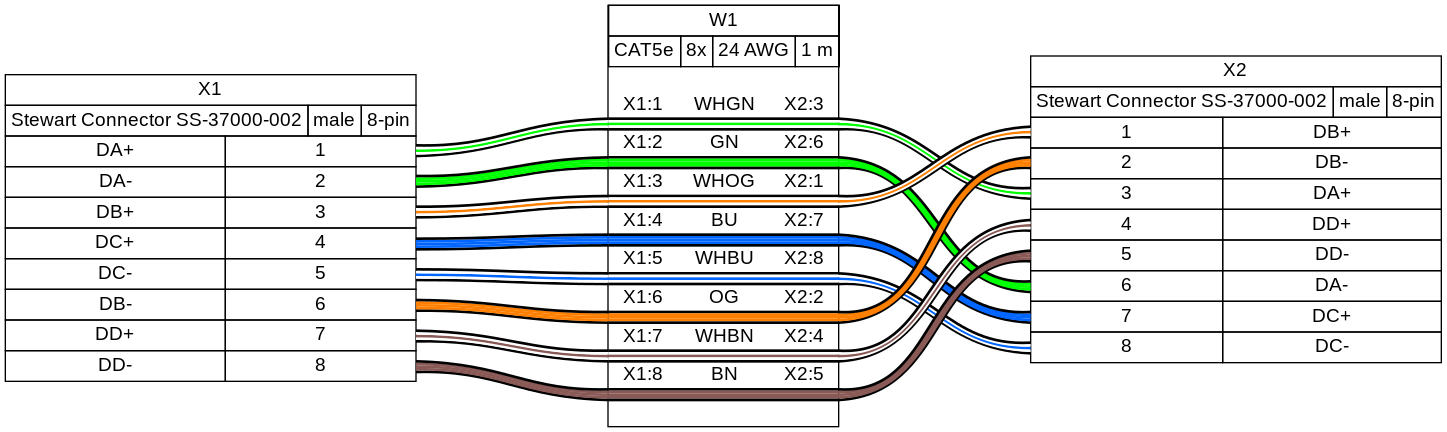 X1
Stewart Connector SS-37000-002 male 8-pin
DA+ 1
DA- 2
DB+ 3
DC+ 4
DC- 5
DB- 6
DD+ 7
DD- 8
W1
CAT5e 8x 24 AWG 1 m
X1:1 WHGN X2:3
X1:2 GN X2:6
X1:3 WHOG X2:1
X1:4 BU X2:7
X1:5 WHBU X2:8
X1:6 OG X2:2
X1:7 WHBN X2:4
X1:8 BN X2:5
X2
Stewart Connector SS-37000-002 male 8-pin
1 DB+
2 DB-
3 DA+
4 DD+
5 DD-
6 DA-
7 DC+
8 DC-